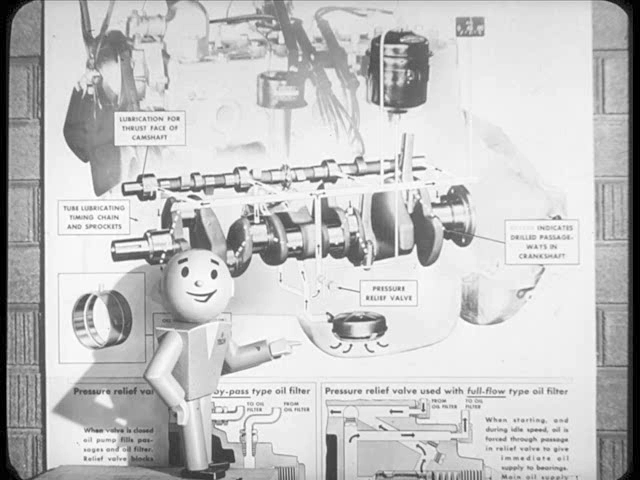 LUBRICATION FOR
THRUST FACE OF
CAMSHAFT
TUBE LUBRICATING
TIMING CHAIN
AND SPROCKETS
INDICATES
DRILLED PASSAGE-
WAYS IN
CRANKSHAFT
PRESSURE
RELIEF VALVE
Pressure relief by-pass type oil filter
TO OIL
FILTER
FROM
OIL FILTER
When valve is closed
oil pump fills pas-
sages and oil filter.
Relief valve blocks
Pressure relief valve used with full-flow type oil filter
FROM
OIL FILTER
TO OIL
FILTER
When starting, and
during idle speed, oil is
forced through passage
in relief valve to give
immediate oil
supply to bearings.
Main oil supply